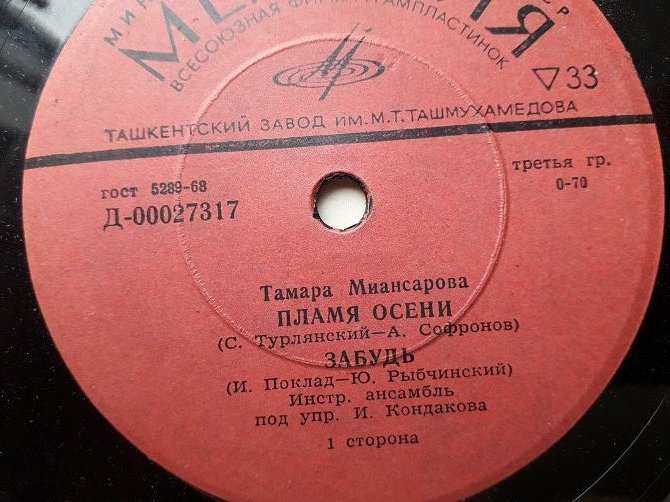 ВСЕСОЮЗНАЯ ФИРМА ГРАМПЛАСТИНОК
33
ТАШКЕНТСКИЙ ЗАВОД ИМ. М.Т. ТАШМУХАМЕДОВА
ГОСТ 5289-68
Д-00027317
третья гр.
0-70
Тамара Миансарова
ПЛАМЯ ОСЕНИ
(С. Турлянский—А. Софронов)
ЗАБУДЬ
(И. Поклад—Ю. Рыбчинский)
Инстр. ансамбль
под упр. И. Кондакова
1 сторона